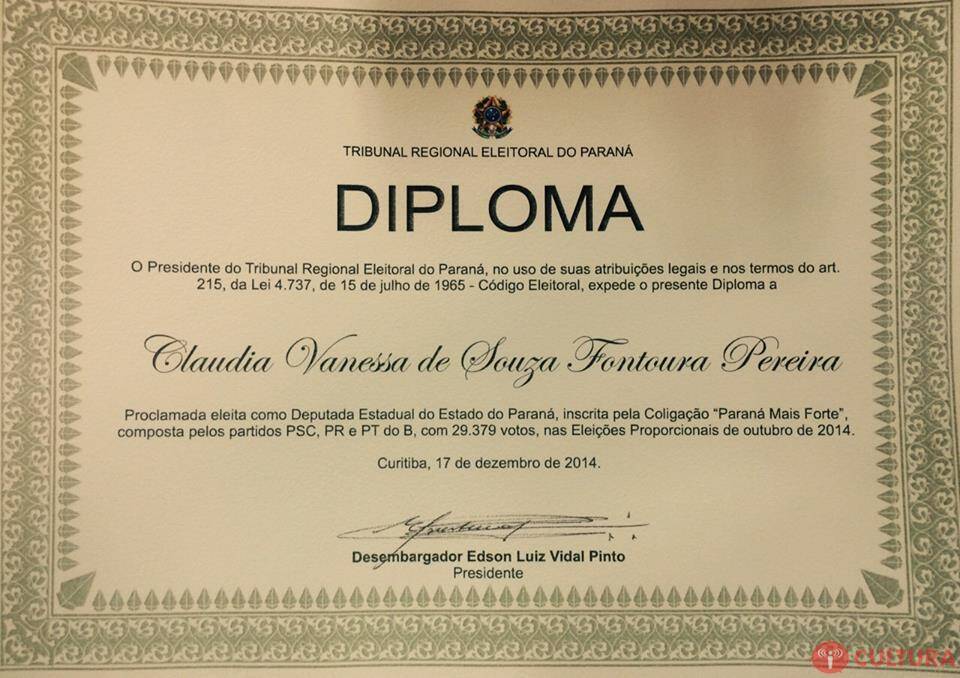 TRIBUNAL REGIONAL ELEITORAL DO PARANÁ
DIPLOMA
O Presidente do Tribunal Regional Eleitoral do Paraná, no uso de suas atribuições legais e nos termos do art.
215, da Lei 4.737, de 15 de julho de 1965 - Código Eleitoral, expede o presente Diploma a
Claudia Vanessa de Souza Fontoura Pereira
Proclamada eleita como Deputada Estadual do Estado do Paraná, inscrita pela Coligação “Paraná Mais Forte”,
composta pelos partidos PSC, PR e PT do B, com 29.379 votos, nas Eleições Proporcionais de outubro de 2014.
Curitiba, 17 de dezembro de 2014.
Desembargador Edson Luiz Vidal Pinto
Presidente
CULTURA